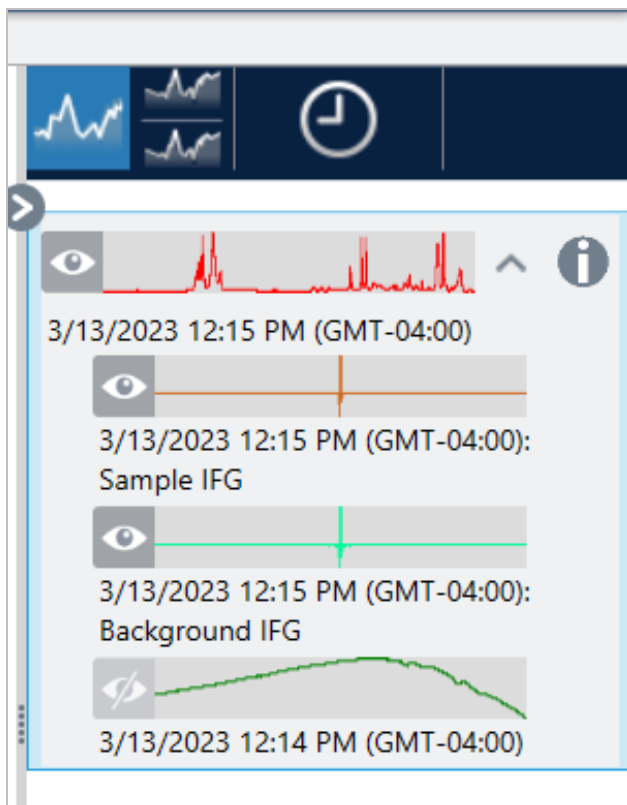 3/13/2023 12:15 PM (GMT-04:00)
3/13/2023 12:15 PM (GMT-04:00):
Sample IFG
3/13/2023 12:15 PM (GMT-04:00):
Background IFG
3/13/2023 12:14 PM (GMT-04:00)